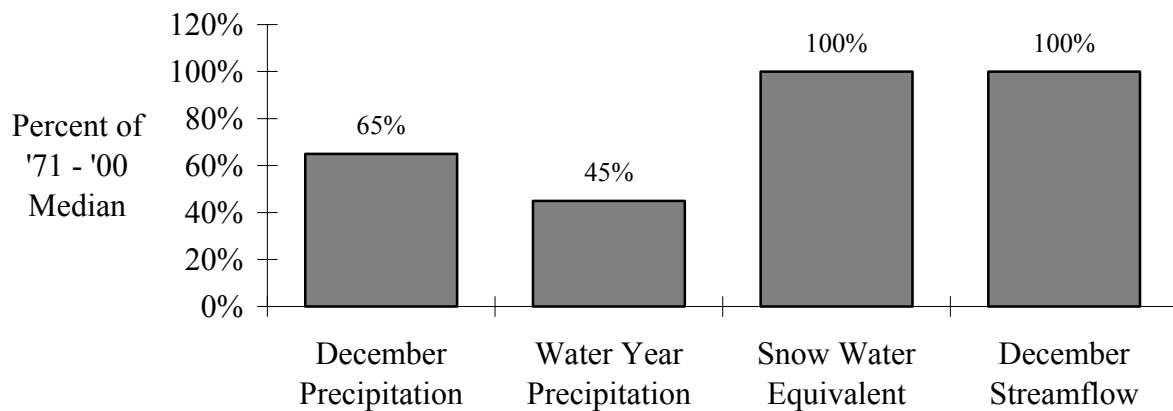 120%
100%
80%
60%
40%
20%
0%
Percent of
'71 - '00
Median
65%
45%
100%
100%
December
Precipitation
Water Year
Precipitation
Snow Water
Equivalent
December
Streamflow